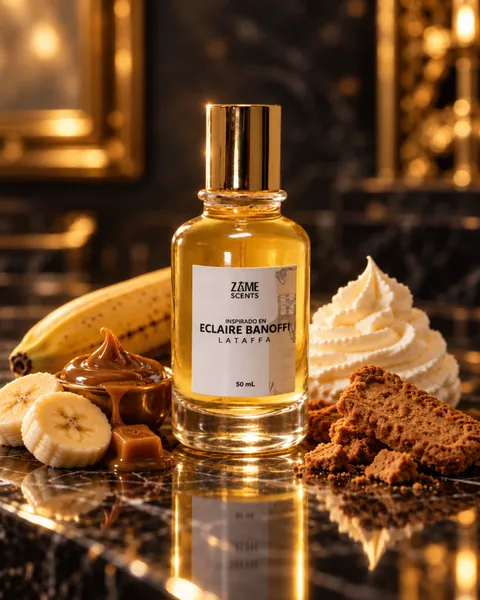 ZAME
SCENTS
INSPIRADO EN
ECLAIRE BANOFFI
LATAFFA
50 mL